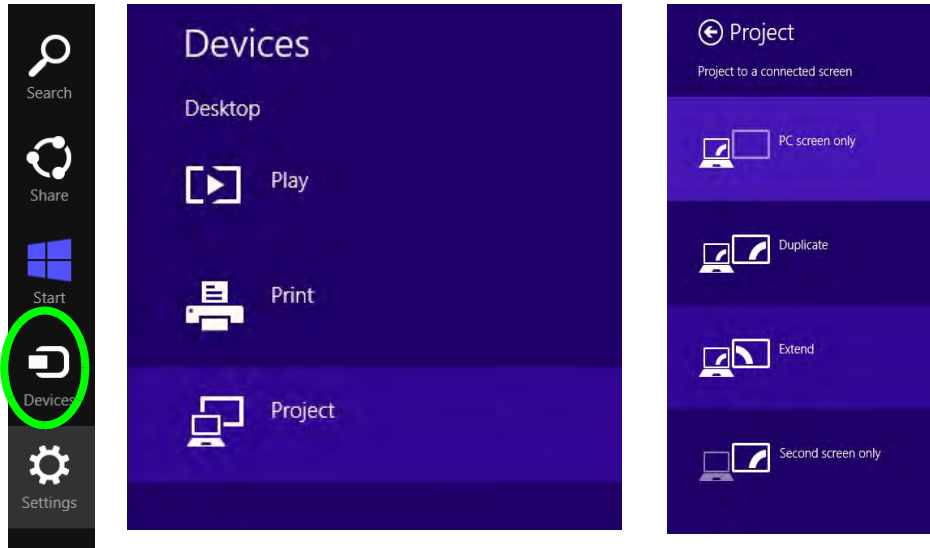 Search
Share
Start
Devices
Settings
Devices
Desktop
Play
Print
Project
Project
Project to a connected screen
PC screen only
Duplicate
Extend
Second screen only